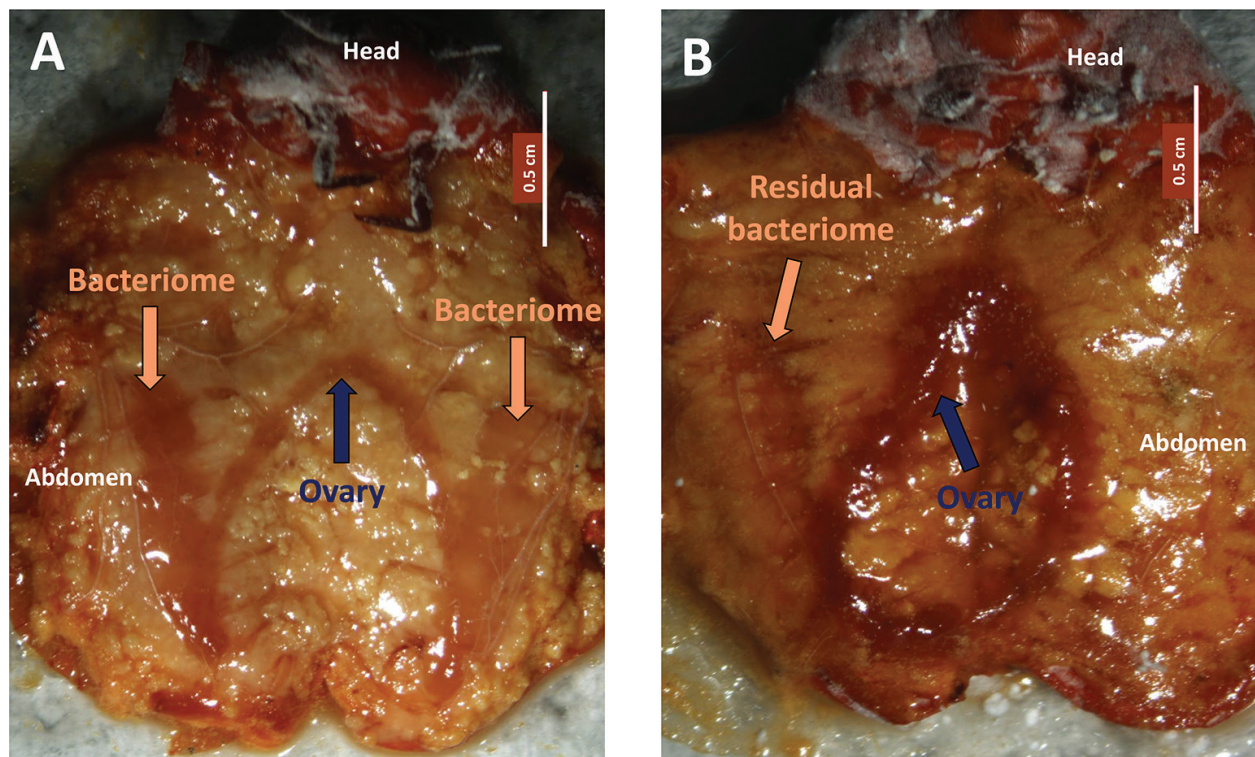 A
Head
0.5 cm
Bacteriome
Bacteriome
Abdomen
Ovary
B
Head
0.5 cm
Residual
bacteriome
Abdomen
Ovary